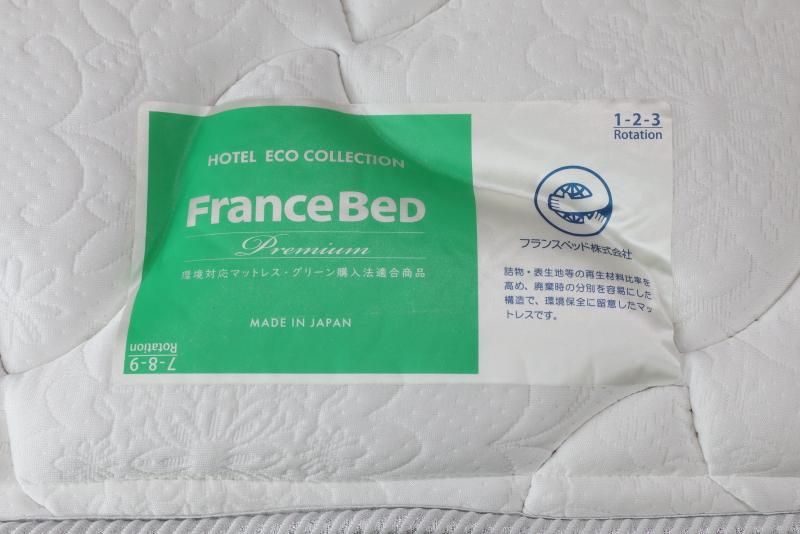 HOTEL ECO COLLECTION
FranceBeD
Premium
環境対応マットレス・グリーン購入法適合商品
MADE IN JAPAN
7-8-9
Rotation
1-2-3
Rotation
フランスベッド株式会社
詰物・表生地等の再生材料比率を
高め、廃棄時の分別を容易にした
構造で、環境保全に留意したマッ
トレスです。